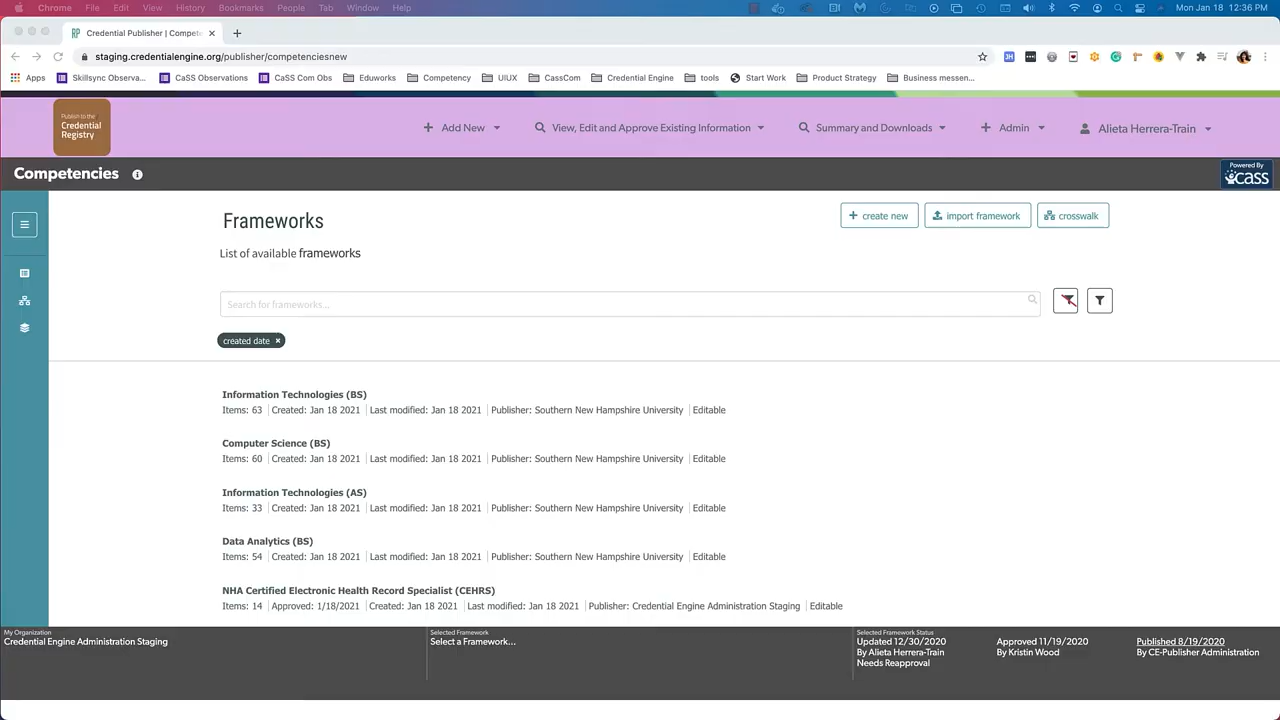 Chrome File Edit View History Bookmarks People Tab Window Help Mon Jan 18 12:36 PM
Credential Publisher | Compete
staging.credentialengine.org/publisher/competenciesnew
Apps Skillsync Observa... CaSS Observations CaSS Com Obs Eduworks Competency UIUX CassCom Credential Engine tools Start Work Product Strategy Business messen...
Publish to the
Credential
Registry
Add New View, Edit and Approve Existing Information Summary and Downloads Admin Alieta Herrera-Train
Competencies
Powered By
cass
Frameworks
create new import framework crosswalk
List of available frameworks
Search for frameworks...
created date ×
Information Technologies (BS)
Items: 63 Created: Jan 18 2021 Last modified: Jan 18 2021 Publisher: Southern New Hampshire University Editable
Computer Science (BS)
Items: 60 Created: Jan 18 2021 Last modified: Jan 18 2021 Publisher: Southern New Hampshire University Editable
Information Technologies (AS)
Items: 33 Created: Jan 18 2021 Last modified: Jan 18 2021 Publisher: Southern New Hampshire University Editable
Data Analytics (BS)
Items: 54 Created: Jan 18 2021 Last modified: Jan 18 2021 Publisher: Southern New Hampshire University Editable
NHA Certified Electronic Health Record Specialist (CEHRS)
Items: 14 Approved: 1/18/2021 Created: Jan 18 2021 Last modified: Jan 18 2021 Publisher: Credential Engine Administration Staging Editable
My Organization
Credential Engine Administration Staging
Selected Framework
Select a Framework...
Selected Framework Status
Updated 12/30/2020
By Alieta Herrera-Train
Needs Reapproval
Approved 11/19/2020
By Kristin Wood
Published 8/19/2020
By CE-Publisher Administration